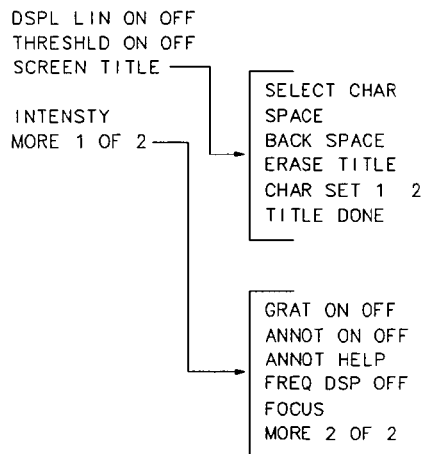 DSPL LIN ON OFF
THRESHLD ON OFF
SCREEN TITLE
INTENSTY
MORE 1 OF 2
SELECT CHAR
SPACE
BACK SPACE
ERASE TITLE
CHAR SET 1 2
TITLE DONE
GRAT ON OFF
ANNOT ON OFF
ANNOT HELP
FREQ DSP OFF
FOCUS
MORE 2 OF 2